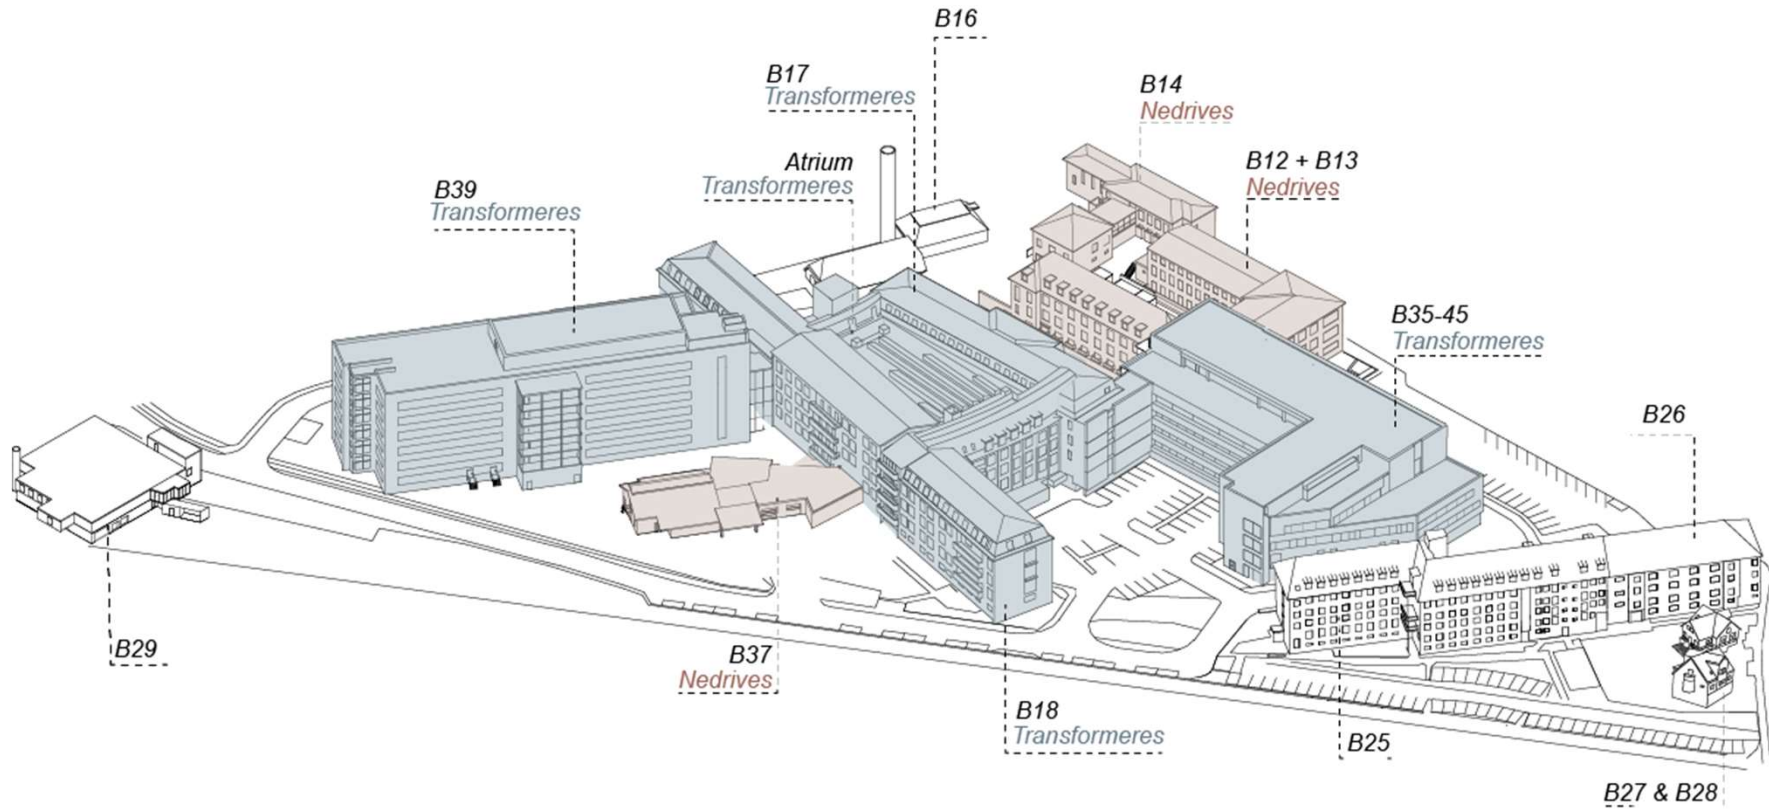 B16
B17
Transformeres
B14
Nedrives
Atrium
Transformeres
B12 + B13
Nedrives
B39
Transformeres
B35-45
Transformeres
B26
B29
B37
Nedrives
B18
Transformeres
B25
B27 & B28